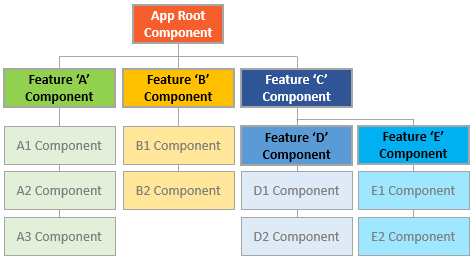 App Root
Component
Feature ‘A’
Component
Feature ‘B’
Component
Feature ‘C’
Component
A1 Component
B1 Component
Feature ‘D’
Component
Feature ‘E’
Component
A2 Component
B2 Component
D1 Component
E1 Component
A3 Component
D2 Component
E2 Component